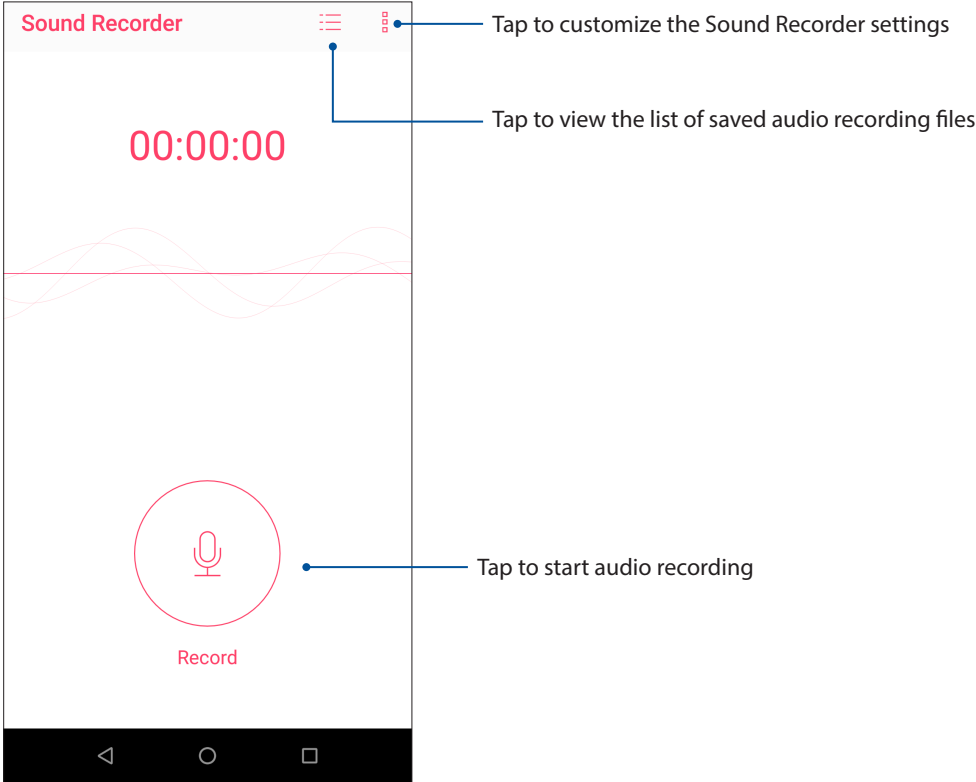 Sound Recorder
Tap to customize the Sound Recorder settings
Tap to view the list of saved audio recording files
00:00:00
Tap to start audio recording
Record